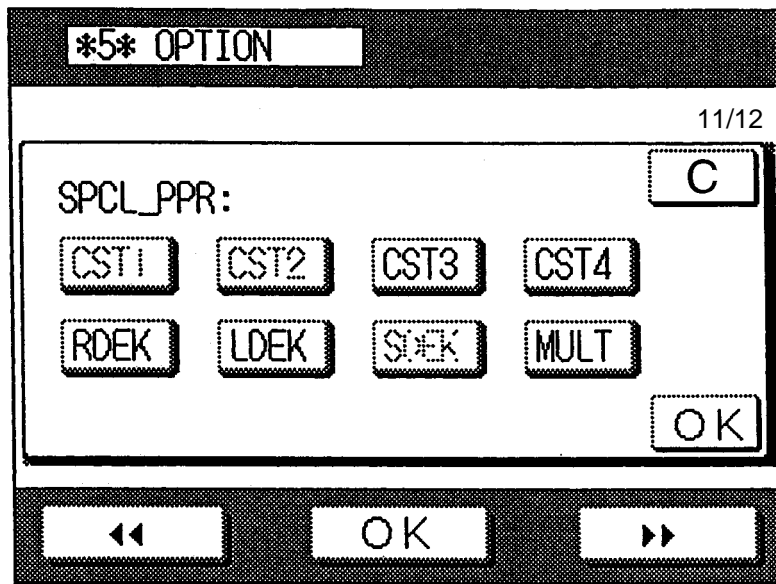 *5* OPTION
11/12
C
SPCL_PPR:
CST1 CST2 CST3 CST4
RDEK LDEK SDEK MULT
OK
OK